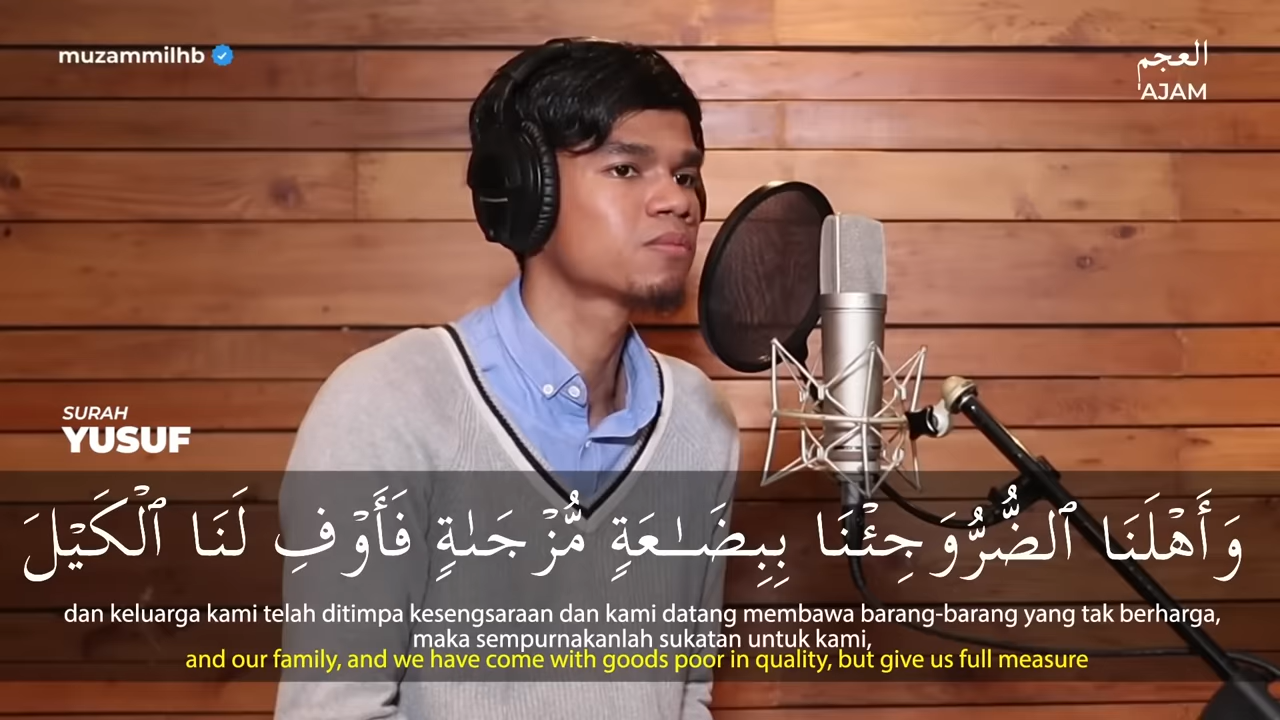 muzammilhb
العجم
'AJAM
SURAH
YUSUF
وَأَهْلَنَا ٱلضُّرُّ وَجِئْنَا بِبِضَـٰعَةٍ مُّزْجَىٰةٍ فَأَوْفِ لَنَا ٱلْكَيْلَ
dan keluarga kami telah ditimpa kesengsaraan dan kami datang membawa barang-barang yang tak berharga,
maka sempurnakanlah sukatan untuk kami,
and our family, and we have come with goods poor in quality, but give us full measure